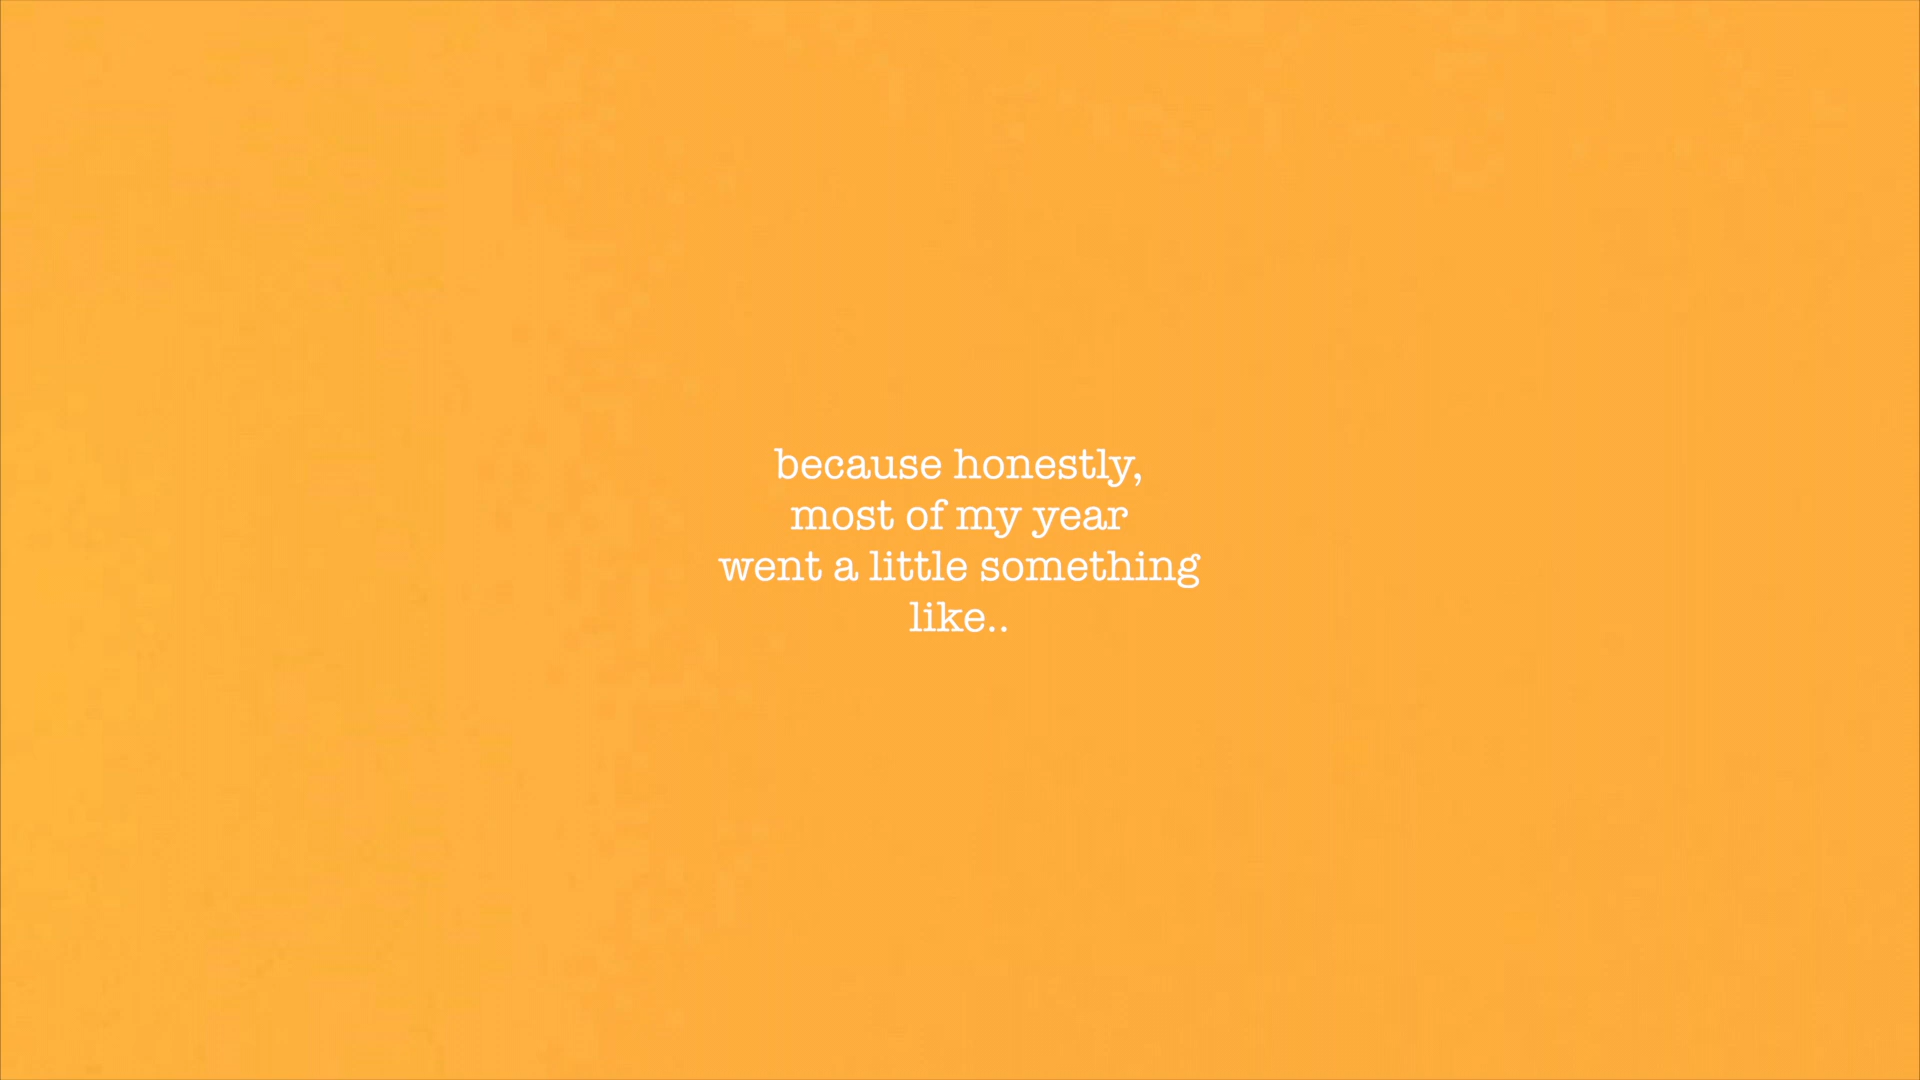 because honestly,
most of my year
went a little something
like..